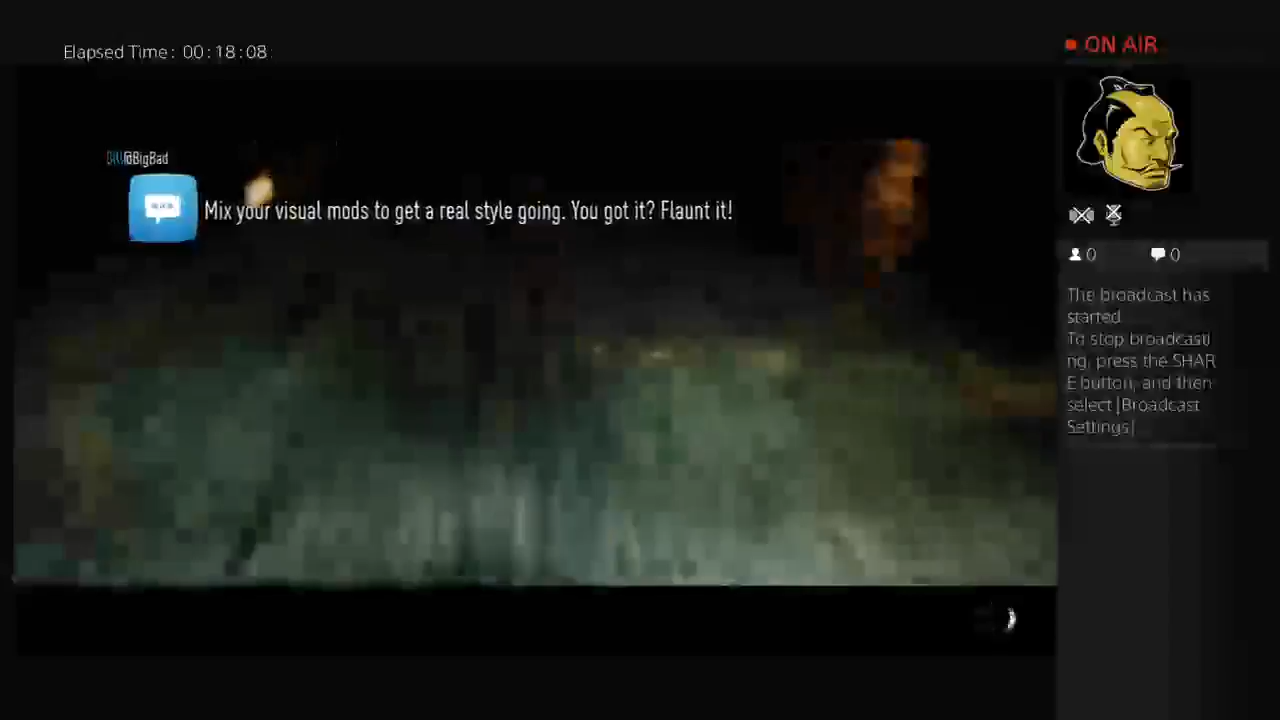 Elapsed Time: 00:18:08
ON AIR
@BigBad
Mix your visual mods to get a real style going. You got it? Flaunt it!
0 0
The broadcast has
started.
To stop broadcasti
ng, press the SHAR
E button, and then
select [Broadcast
Settings]